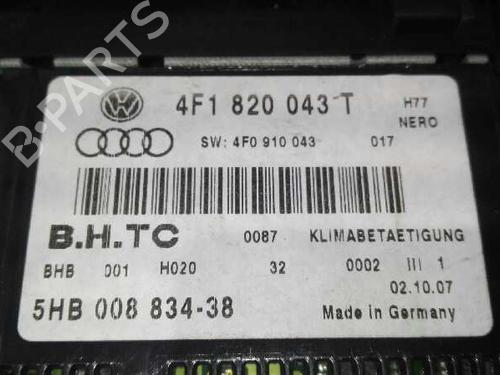 4F1 820 043 T H77
NERO
SW: 4F0 910 043 017
B.H.TC 0087 KLIMABETAETIGUNG
BHB 001 H020 32 0002 III 1
02.10.07
5HB 008 834-38 Made in Germany